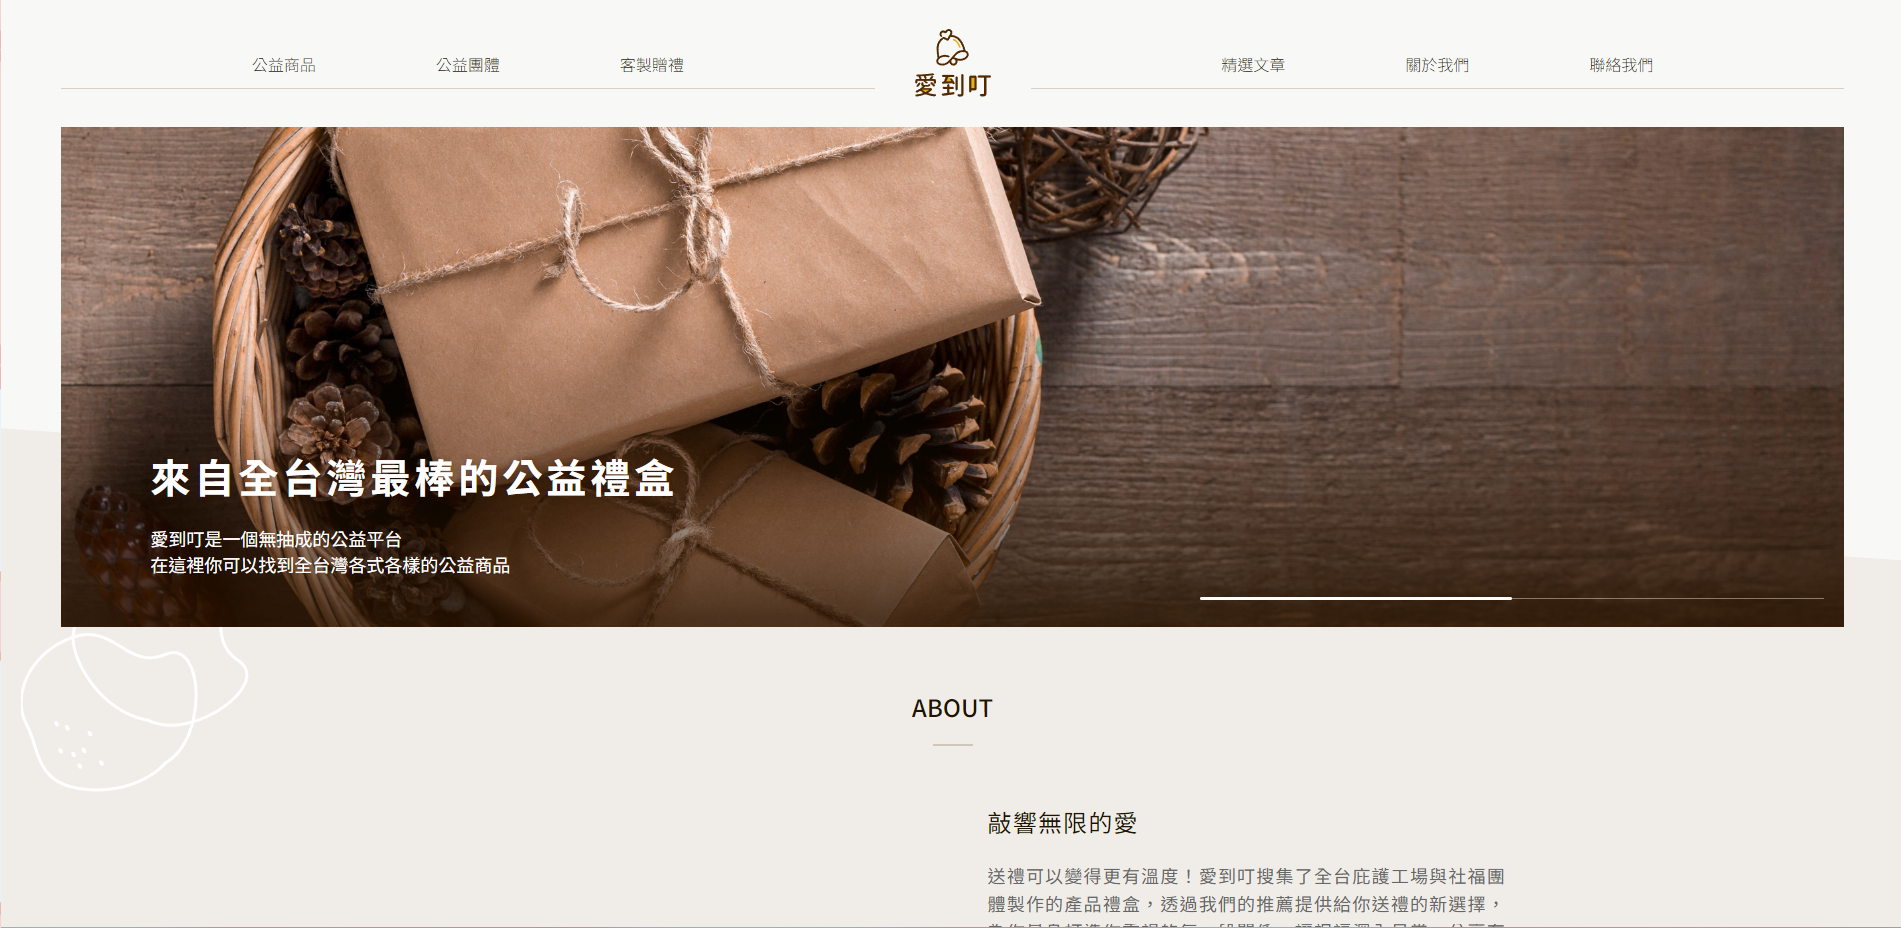 公益商品
公益團體
客製贈禮
愛到叮
精選文章
關於我們
聯絡我們
來自全台灣最棒的公益禮盒
愛到叮是一個無抽成的公益平台
在這裡你可以找到全台灣各式各樣的公益商品
ABOUT
敲響無限的愛
送禮可以變得更有溫度！愛到叮搜集了全台庇護工場與社福團
體製作的產品禮盒，透過我們的推薦提供給你送禮的新選擇，